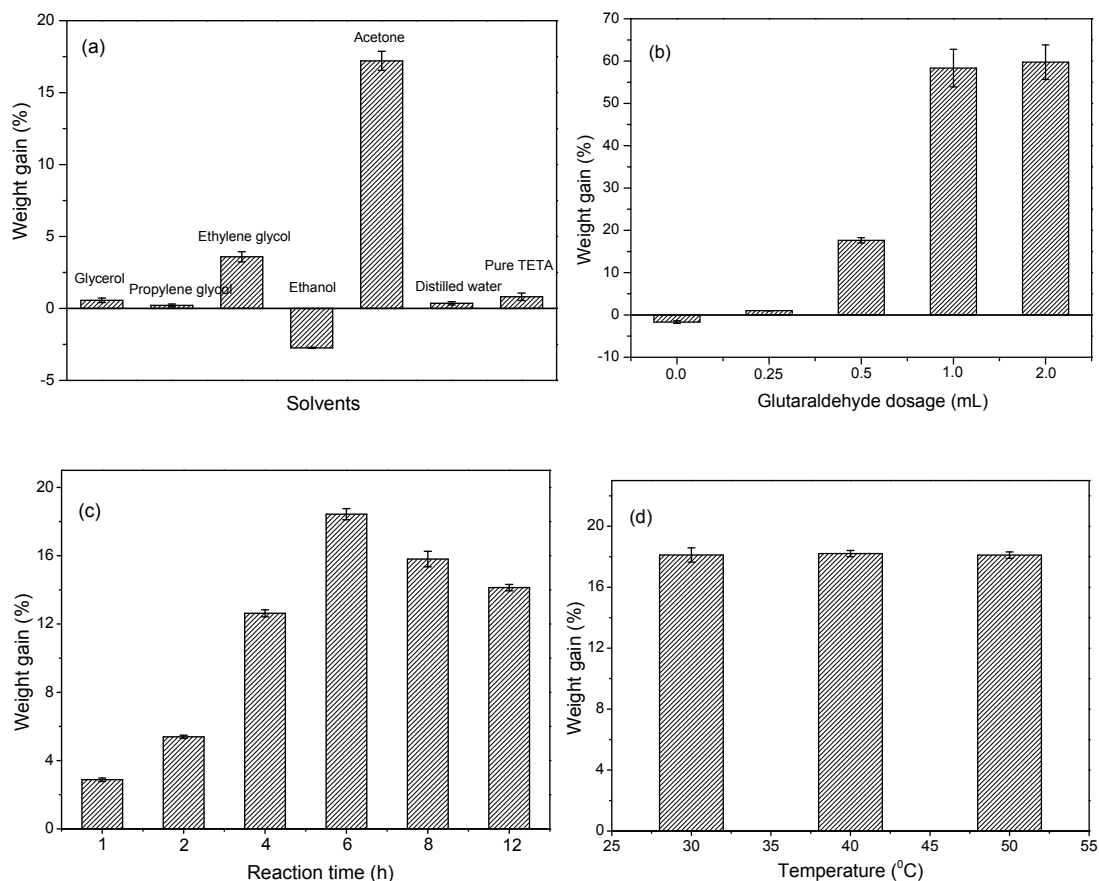 (a)
Weight gain (%)
20
15
10
5
0
-5
Glycerol
Propylene glycol
Ethylene glycol
Ethanol
Acetone
Distilled water
Pure TETA
Solvents
(b)
Weight gain (%)
70
60
50
40
30
20
10
0
-10
0.0 0.25 0.5 1.0 2.0
Glutaraldehyde dosage (mL)
(c)
Weight gain (%)
20
16
12
8
4
0
1 2 4 6 8 12
Reaction time (h)
(d)
Weight gain (%)
20
16
12
8
4
0
25 30 35 40 45 50 55
Temperature (⁰C)